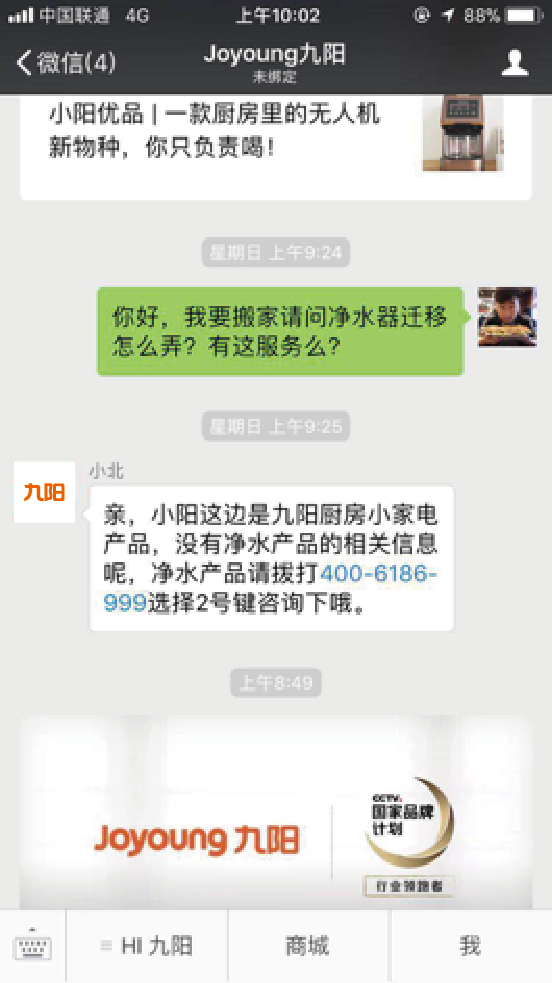 中国联通 4G 上午10:02 88%
微信(4) Joyoung九阳
未绑定
小阳优品 | 一款厨房里的无人机
新物种，你只负责喝！
星期日 上午9:24
你好，我要搬家请问净水器迁移
怎么弄？有这服务么？
星期日 上午9:25
小北
九阳
亲，小阳这边是九阳厨房小家电
产品，没有净水产品的相关信息
呢，净水产品请拨打400-6186-
999选择2号键咨询下哦。
上午8:49
Joyoung 九阳
CCTV.
国家品牌
计划
行业领跑者
HI 九阳 商城 我